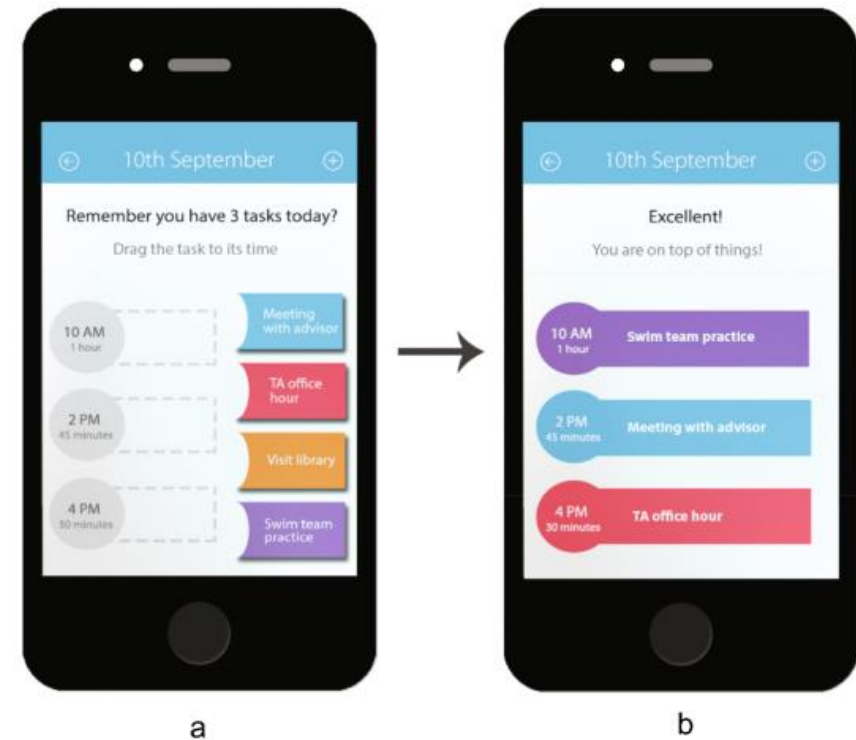 10th September
Remember you have 3 tasks today?
Drag the task to its time
10 AM
1 hour
2 PM
45 minutes
4 PM
30 minutes
Meeting
with advisor
TA office
hour
Visit library
Swim team
practice
a
10th September
Excellent!
You are on top of things!
10 AM
1 hour
Swim team practice
2 PM
45 minutes
Meeting with advisor
4 PM
30 minutes
TA office hour
b